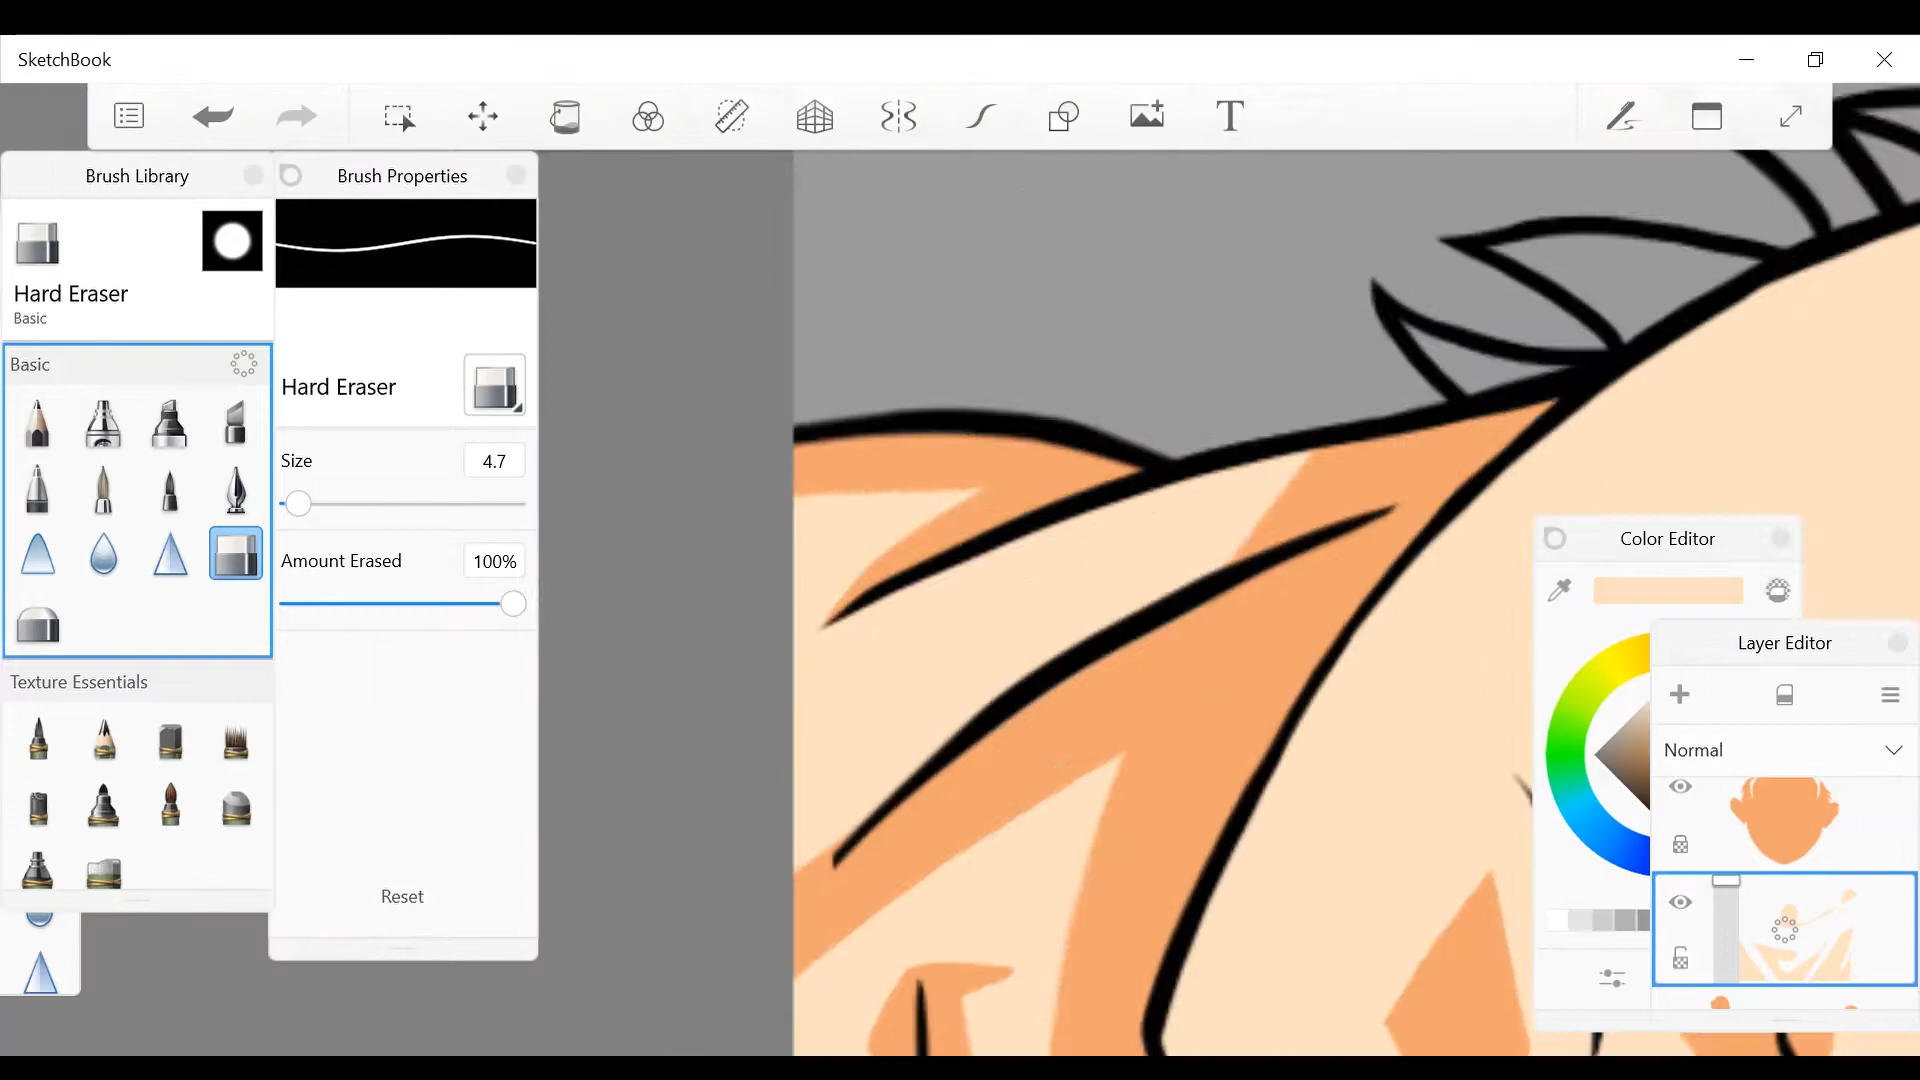 SketchBook
T
Brush Library
Brush Properties
Hard Eraser
Basic
Basic
Hard Eraser
Size
4.7
Amount Erased
100%
Texture Essentials
Reset
Color Editor
Layer Editor
Normal